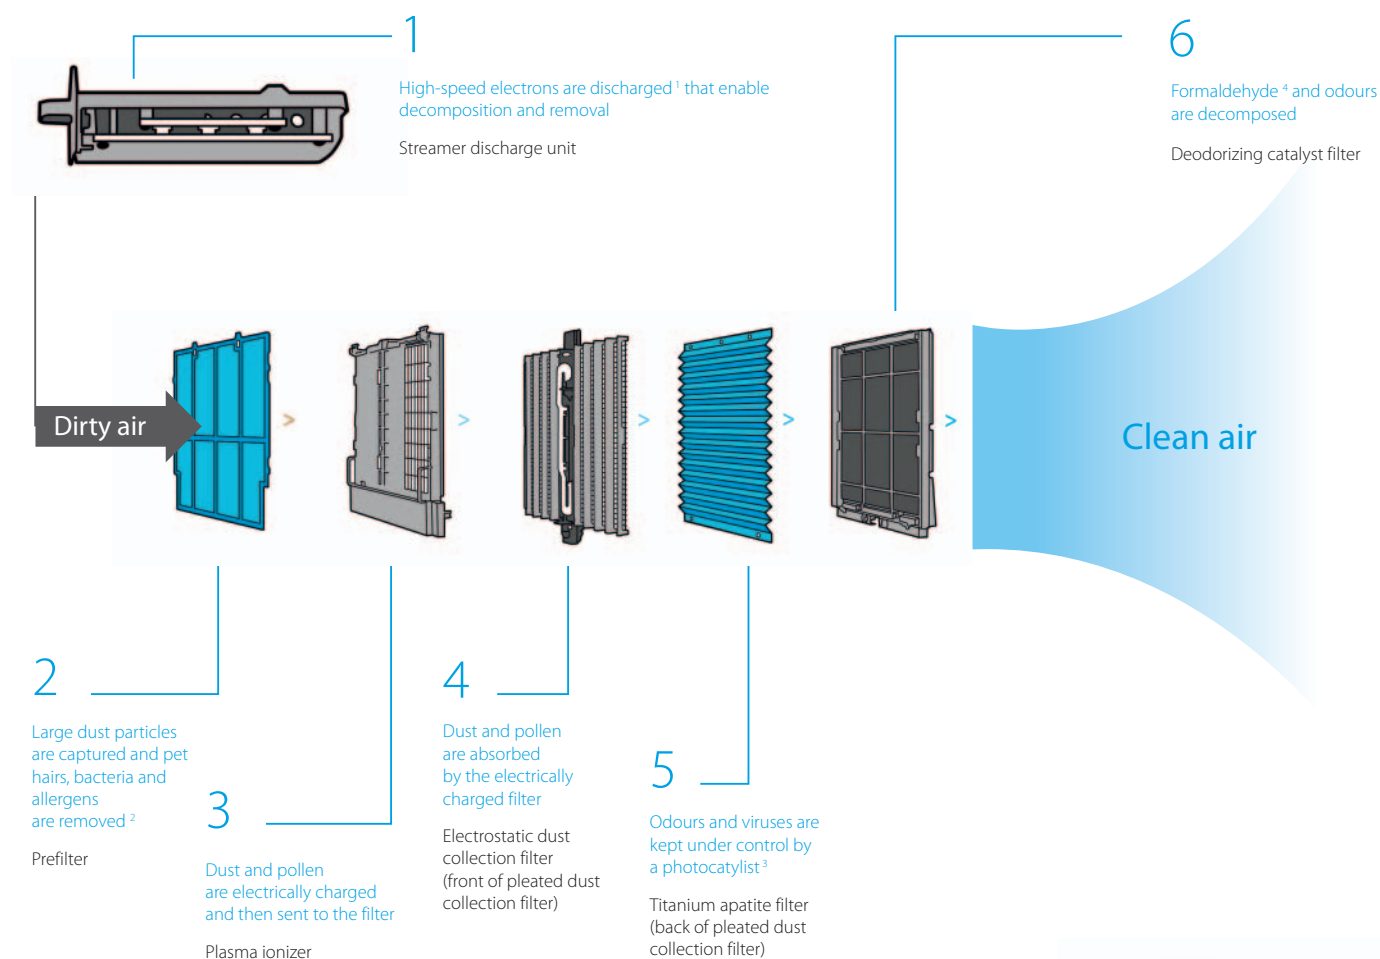 1
High-speed electrons are discharged ¹ that enable
decomposition and removal
Streamer discharge unit
6
Formaldehyde ⁴ and odours
are decomposed
Deodorizing catalyst filter
Dirty air
>
>
>
>
>
Clean air
2
Large dust particles
are captured and pet
hairs, bacteria and
allergens
are removed ²
Prefilter
3
Dust and pollen
are electrically charged
and then sent to the filter
Plasma ionizer
4
Dust and pollen
are absorbed
by the electrically
charged filter
Electrostatic dust
collection filter
(front of pleated dust
collection filter)
5
Odours and viruses are
kept under control by
a photocatylist ³
Titanium apatite filter
(back of pleated dust
collection filter)